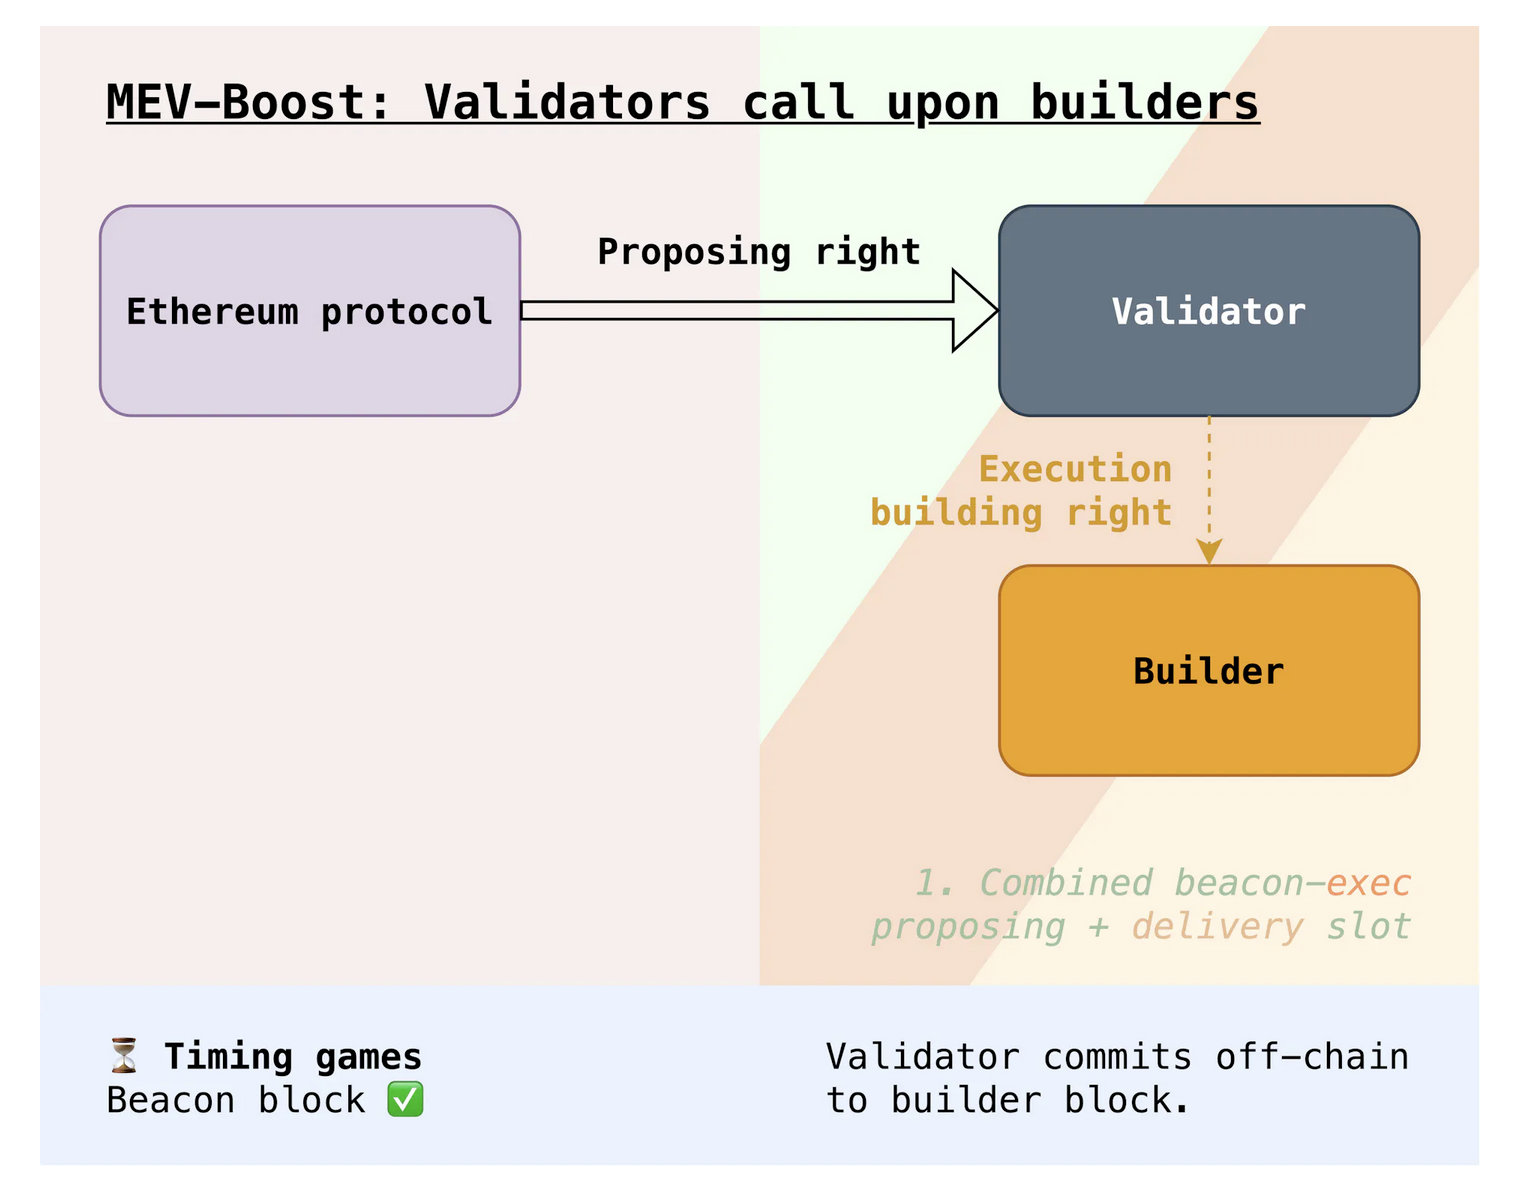 MEV-Boost: Validators call upon builders
Proposing right
Ethereum protocol
Validator
Execution
building right
Builder
1. Combined beacon-exec
proposing + delivery slot
⏳ Timing games
Beacon block ✅
Validator commits off-chain
to builder block.